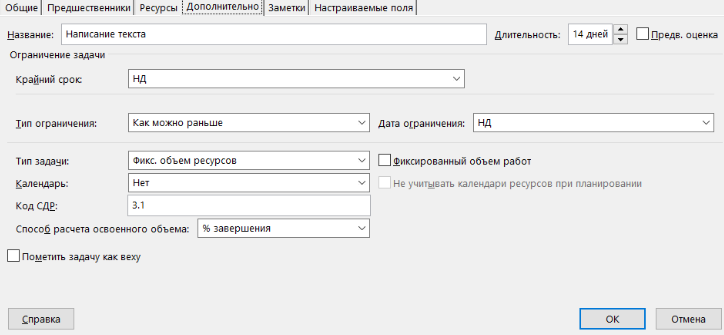 Общие Предшественники Ресурсы Дополнительно Заметки Настраиваемые поля
Название: Написание текста Длительность: 14 дней Предв. оценка
Ограничение задачи
Крайний срок: НД
Тип ограничения: Как можно раньше Дата ограничения: НД
Тип задачи: Фикс. объем ресурсов Фиксированный объем работ
Календарь: Нет Не учитывать календари ресурсов при планировании
Код СДР: 3.1
Способ расчета освоенного объема: % завершения
Пометить задачу как веху
Справка ОК Отмена